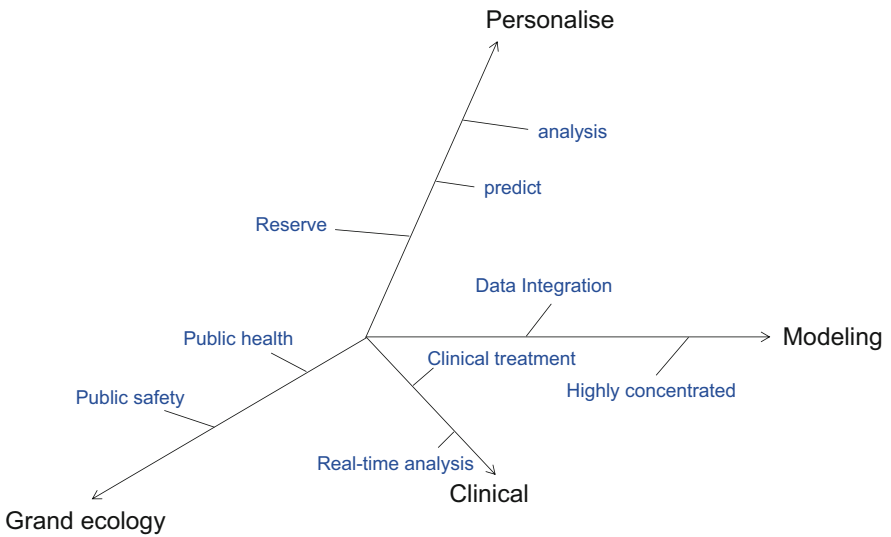 Personalise
analysis
predict
Reserve
Data Integration
Public health
Modeling
Clinical treatment
Highly concentrated
Public safety
Real-time analysis
Clinical
Grand ecology